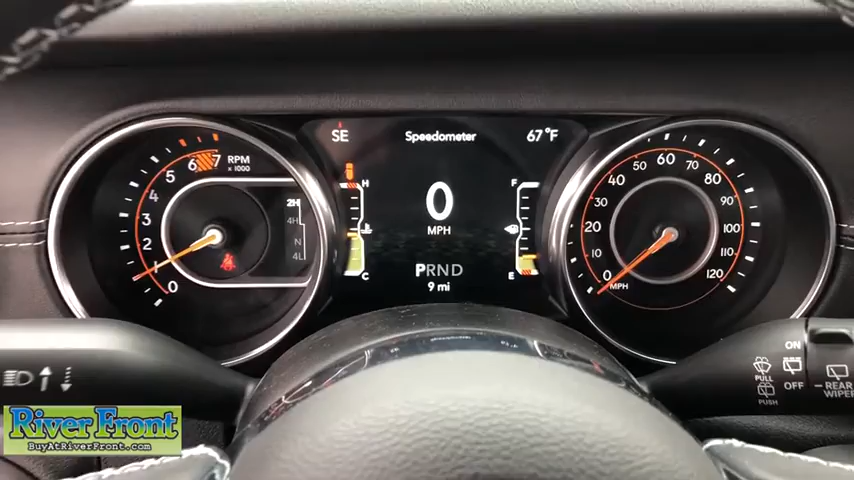 SE
Speedometer
67°F
7
6
5
4
3
2
1
0
RPM
x 1000
2H
4H
N
4L
H
C
0
MPH
PRND
9 mi
F
E
0
10
20
30
40
50
60
70
80
90
100
110
120
MPH
ON
OFF
PULL
PUSH
REAR
WIPER
River Front
BuyAtRiverFront.com